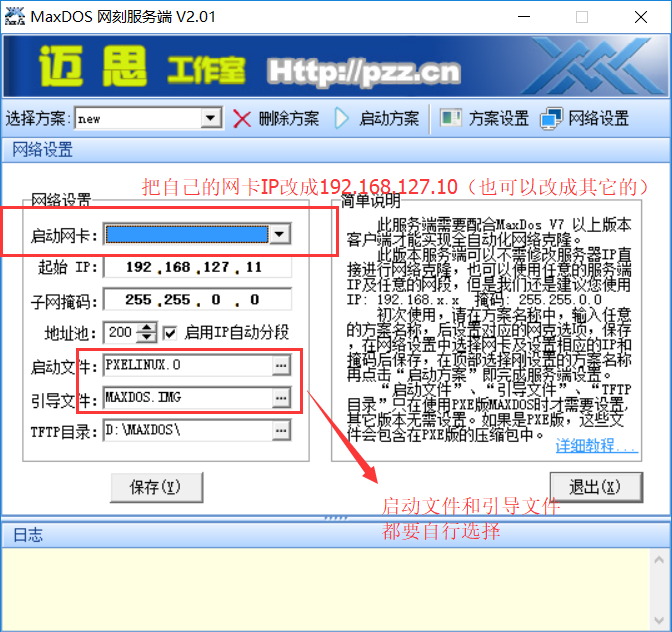 MaxDOS 网刻服务端 V2.01
迈思工作室 Http://pzz.cn
选择方案: new 删除方案 启动方案 方案设置 网络设置
网络设置
把自己的网卡IP改成192.168.127.10（也可以改成其它的）
网络设置
启动网卡:
起始 IP: 192 .168 .127 . 11
子网掩码: 255 .255 . 0 . 0
地址池: 200 启用IP自动分段
启动文件: PXELINUX.0 ...
引导文件: MAXDOS.IMG ...
TFTP目录: D:\MAXDOS\ ...
保存(Y)
简单说明
此服务端需要配合MaxDos V7 以上版本
客户端才能实现全自动化网络克隆。
此版本服务端可以不需修改服务器IP直
接进行网络克隆，也可以使用任意的服务端
IP及任意的网段，但是我们还是建议您使用
IP: 192.168.x.x 掩码: 255.255.0.0
初次使用，请在方案名称中，输入任意
的方案名称，后设置对应的网克选项，保存
，在网络设置中选择网卡及设置相应的IP和
掩码后保存，在顶部选择刚设置的方案名称
再点击“启动方案”即完成服务端设置。
“启动文件”、“引导文件”、“TFTP
目录”只在使用PXE版MAXDOS时才需要设置，
其它版本无需设置。如果是PXE版，这些文
件会包含在PXE版的压缩包中。
详细教程...
退出(X)
启动文件和引导文件
都要自行选择
日志